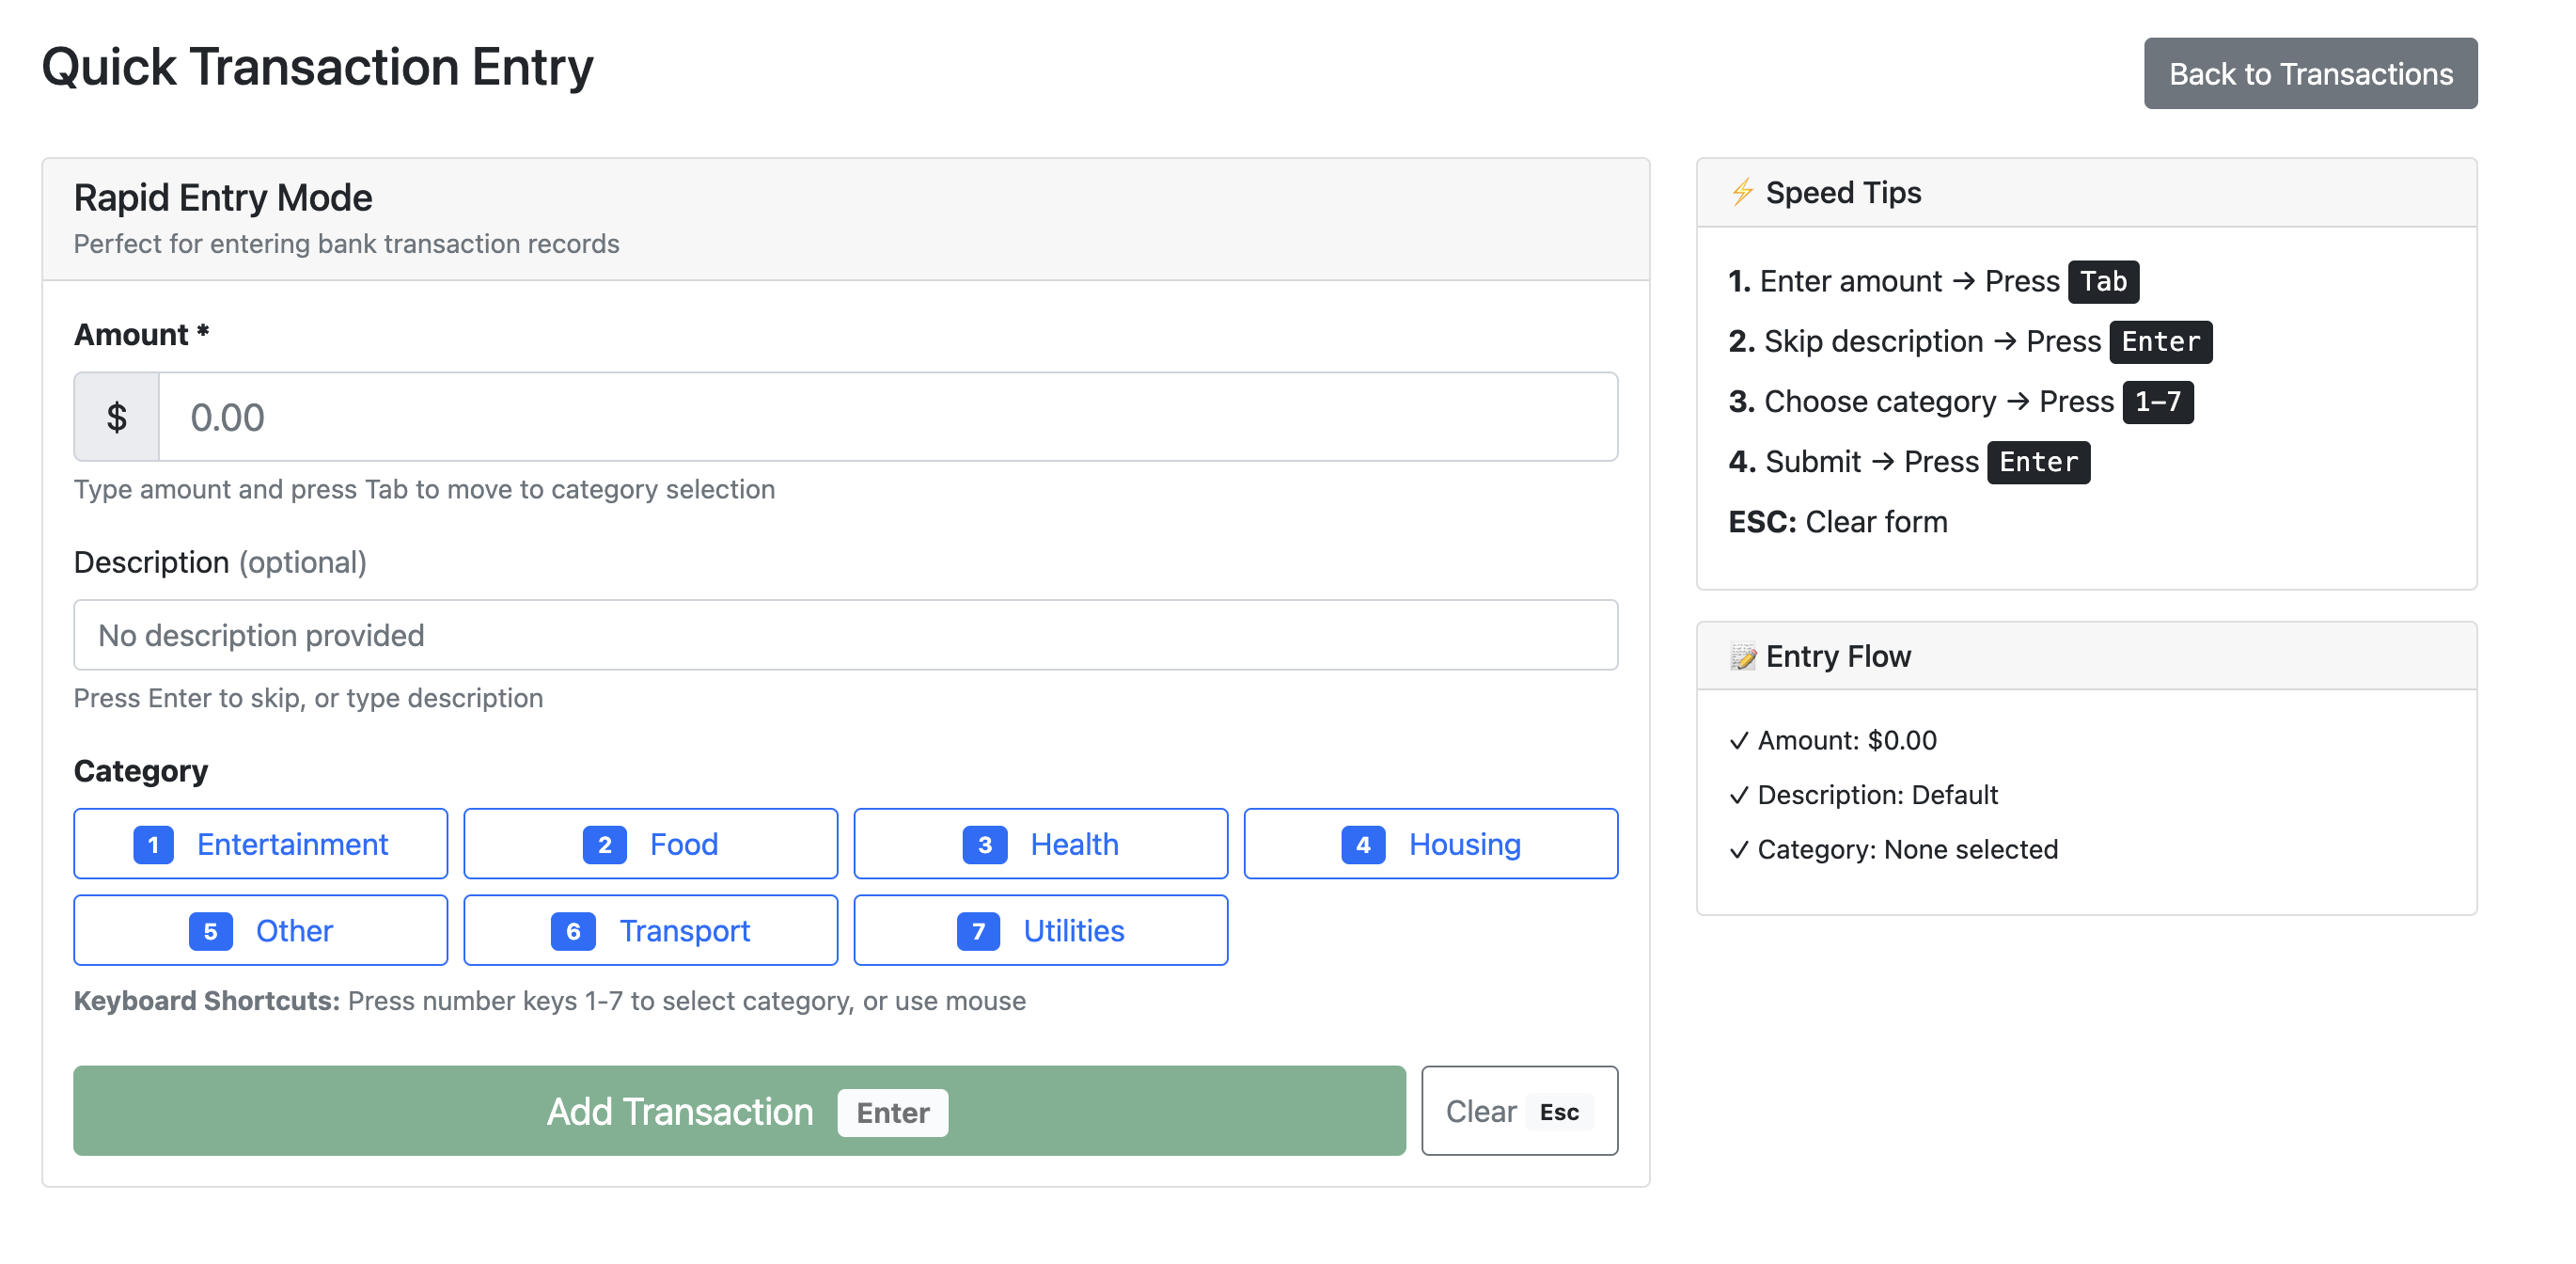 Quick Transaction Entry
Back to Transactions
Rapid Entry Mode
Perfect for entering bank transaction records
Amount *
$ 0.00
Type amount and press Tab to move to category selection
Description (optional)
No description provided
Press Enter to skip, or type description
Category
1 Entertainment
2 Food
3 Health
4 Housing
5 Other
6 Transport
7 Utilities
Keyboard Shortcuts: Press number keys 1-7 to select category, or use mouse
Add Transaction Enter
Clear Esc
⚡ Speed Tips
1. Enter amount → Press Tab
2. Skip description → Press Enter
3. Choose category → Press 1–7
4. Submit → Press Enter
ESC: Clear form
📝 Entry Flow
✓ Amount: $0.00
✓ Description: Default
✓ Category: None selected